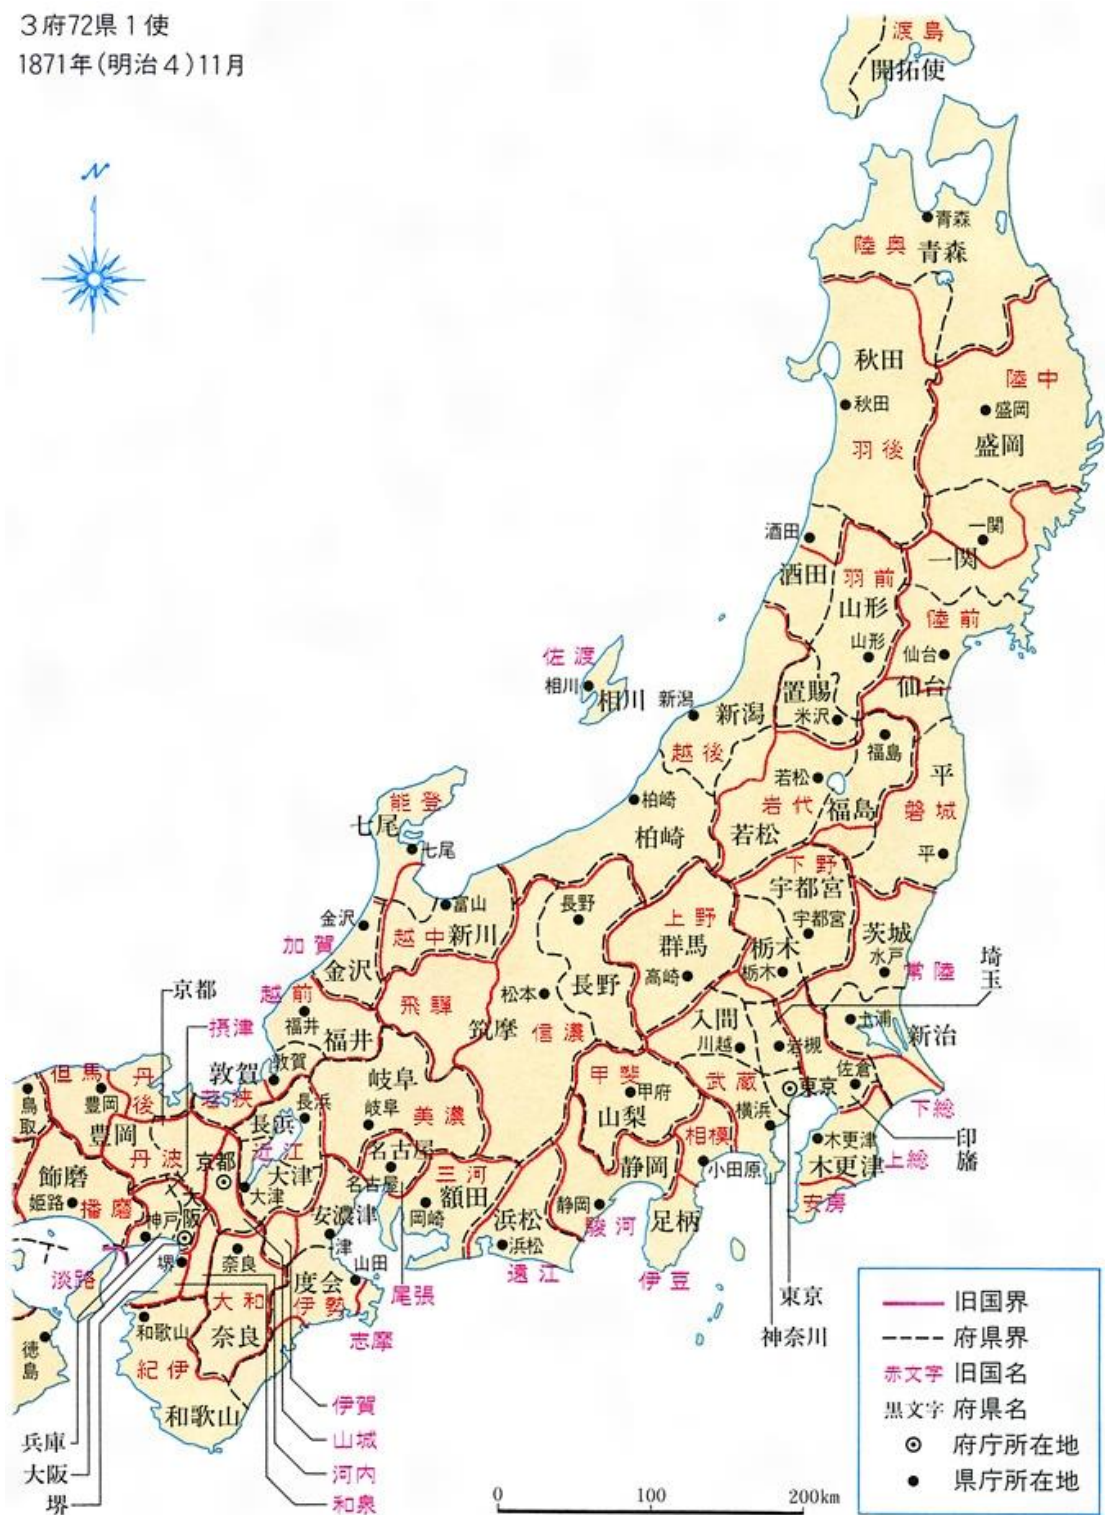 3府72県1使
1871年(明治4)11月
渡島
開拓使
青森
陸奥
青森
秋田
陸中
秋田
盛岡
羽後
盛岡
一関
酒田
一関
酒田
羽前
山形
陸前
山形
仙台
佐渡
相川
相川
新潟
新潟
置賜
米沢
仙台
越後
福島
若松
平
能登
七尾
七尾
柏崎
柏崎
岩代
福島
磐城
若松
平
下野
宇都宮
金沢
富山
長野
上野
宇都宮
茨城
加賀
越中
新川
群馬
栃木
水戸
埼玉
金沢
高崎
栃木
常陸
京都
越前
飛騨
松本
長野
福井
筑摩
信濃
入間
土浦
新治
摂津
福井
川越
岩槻
敦賀
敦賀
岐阜
甲斐
甲府
武蔵
佐倉
東京
但馬
丹後
若狭
鳥取
豊岡
長浜
長浜
岐阜
美濃
山梨
横浜
下総
豊岡
近江
相模
印旛
丹波
京都
大津
名古屋
静岡
小田原
木更津
上総
飾磨
大津
名古屋
三河
額田
木更津
姫路
播磨
神戸
大阪
安濃津
岡崎
浜松
静岡
足柄
安房
津
浜松
駿河
堺
奈良
山田
遠江
伊豆
淡路
度会
尾張
大和
伊勢
東京
徳島
和歌山
奈良
志摩
神奈川
紀伊
和歌山
伊賀
兵庫
山城
大阪
河内
堺
和泉
0 100 200km
旧国界
府県界
赤文字 旧国名
黒文字 府県名
府庁所在地
県庁所在地
N